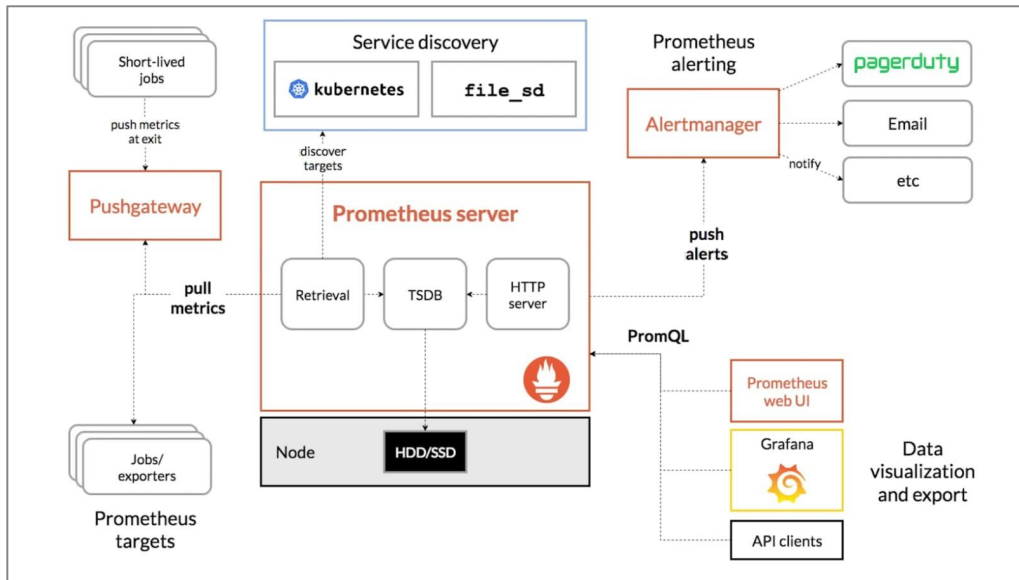 Short-lived
jobs
push metrics
at exit
Pushgateway
Service discovery
kubernetes
file_sd
discover
targets
Prometheus
alerting
Alertmanager
pagerduty
Email
notify
etc
Prometheus server
push
alerts
pull
metrics
Retrieval
TSDB
HTTP
server
PromQL
Node
HDD/SSD
Jobs/
exporters
Prometheus
targets
Prometheus
web UI
Grafana
API clients
Data
visualization
and export